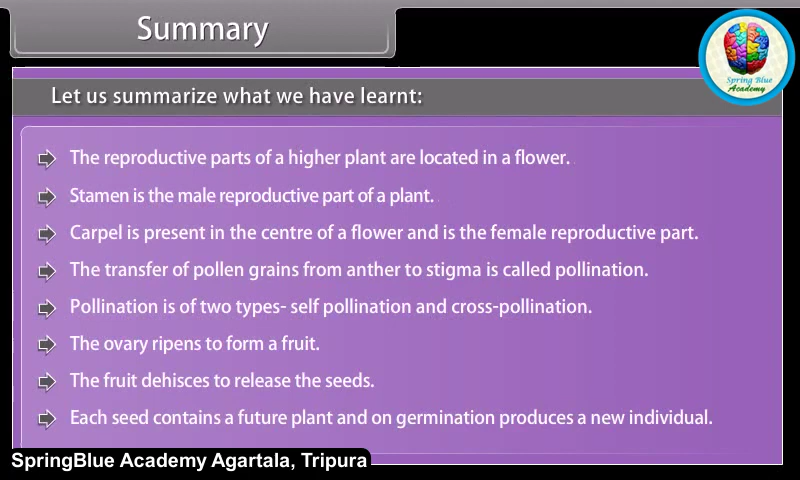 Summary
Spring Blue
Academy
Let us summarize what we have learnt:
The reproductive parts of a higher plant are located in a flower.
Stamen is the male reproductive part of a plant.
Carpel is present in the centre of a flower and is the female reproductive part.
The transfer of pollen grains from anther to stigma is called pollination.
Pollination is of two types- self pollination and cross-pollination.
The ovary ripens to form a fruit.
The fruit dehisces to release the seeds.
Each seed contains a future plant and on germination produces a new individual.
SpringBlue Academy Agartala, Tripura